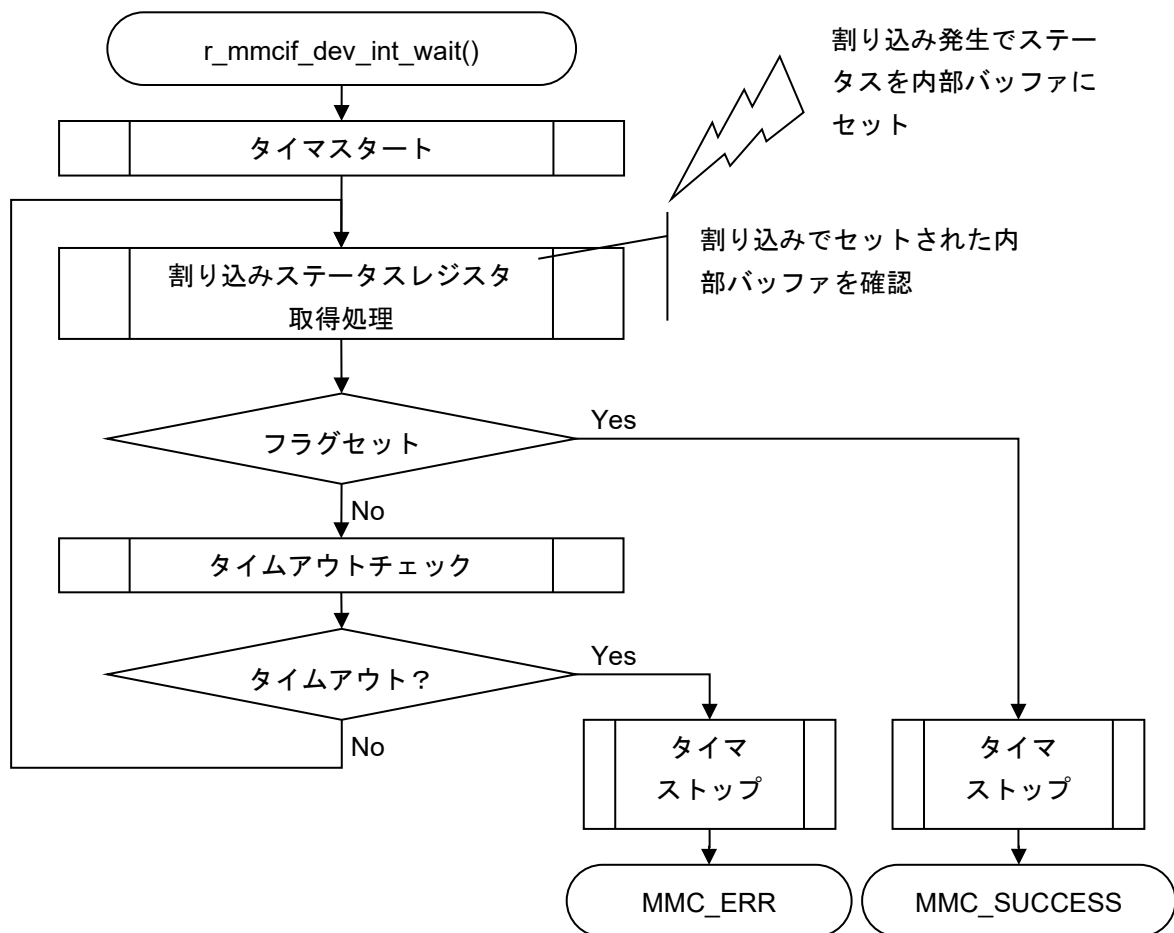 r_mmcif_dev_int_wait()
割り込み発生でステー
タスを内部バッファに
セット
タイマスタート
割り込みステータスレジスタ
取得処理
割り込みでセットされた内
部バッファを確認
フラグセット
Yes
No
タイムアウトチェック
タイムアウト？
Yes
No
タイマ
ストップ
タイマ
ストップ
MMC_ERR
MMC_SUCCESS